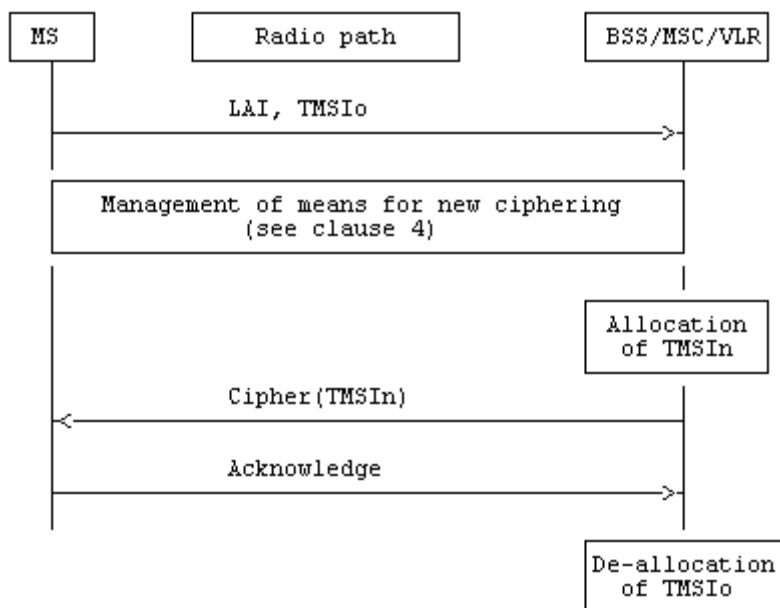 MS
Radio path
BSS/MSC/VLR
LAI, TMSIo
Management of means for new ciphering
(see clause 4)
Allocation
of TMSIn
Cipher(TMSIn)
Acknowledge
De-allocation
of TMSIo